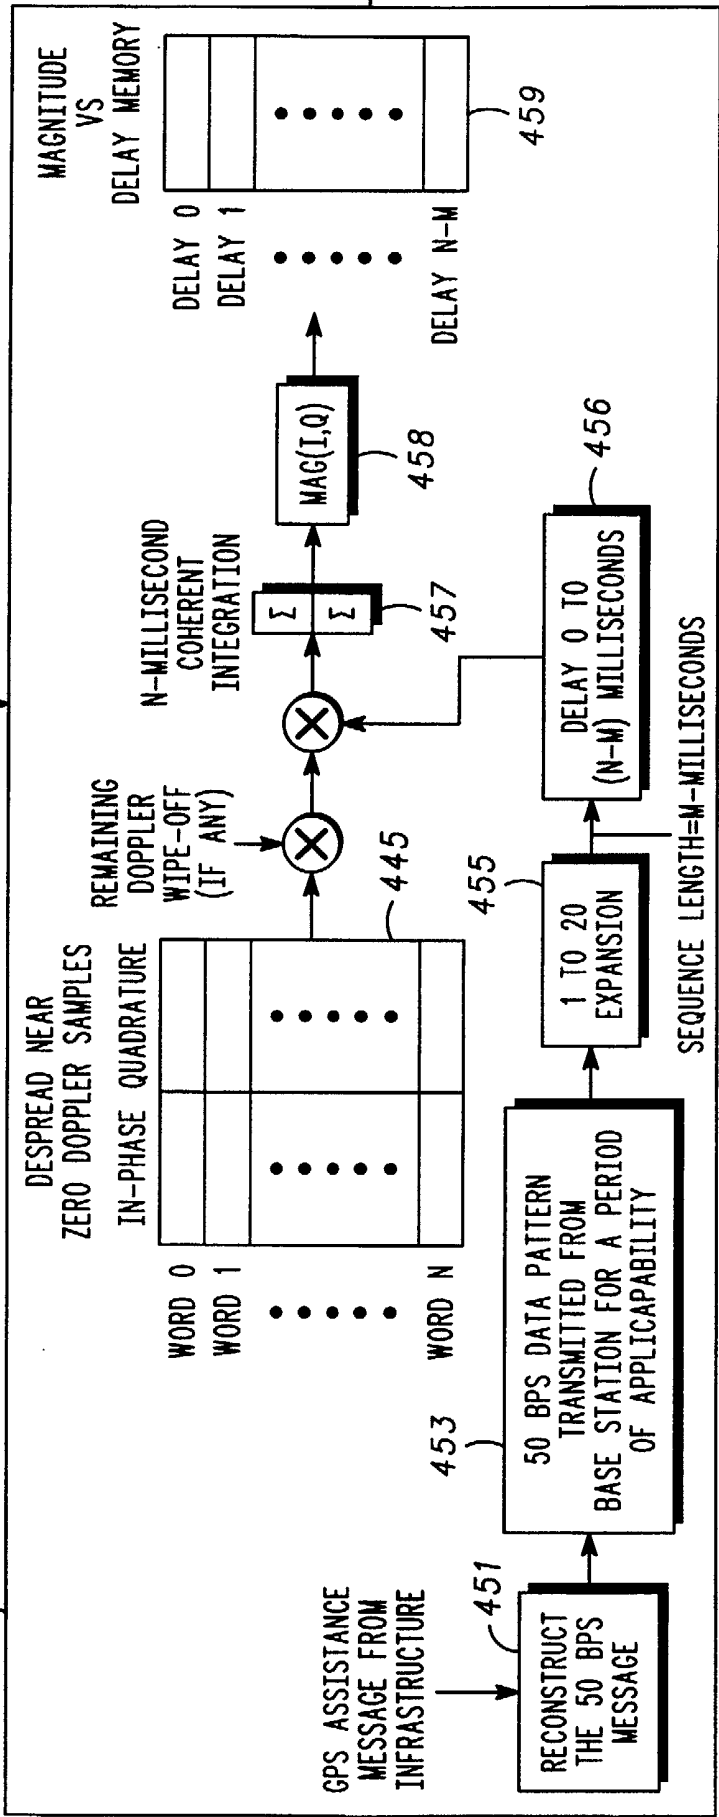 DESPREAD NEAR
ZERO DOPPLER SAMPLES
IN-PHASE QUADRATURE
WORD 0
WORD 1
WORD N
445
REMAINING
DOPPLER
WIPE-OFF
(IF ANY)
N-MILLISECOND
COHERENT
INTEGRATION
Σ
Σ
457
MAG(I,Q)
458
MAGNITUDE
VS
DELAY MEMORY
DELAY 0
DELAY 1
DELAY N-M
459
GPS ASSISTANCE
MESSAGE FROM
INFRASTRUCTURE
451
RECONSTRUCT
THE 50 BPS
MESSAGE
453
50 BPS DATA PATTERN
TRANSMITTED FROM
BASE STATION FOR A PERIOD
OF APPLICAPABILITY
455
1 TO 20
EXPANSION
SEQUENCE LENGTH=M-MILLISECONDS
456
DELAY 0 TO
(N-M) MILLISECONDS